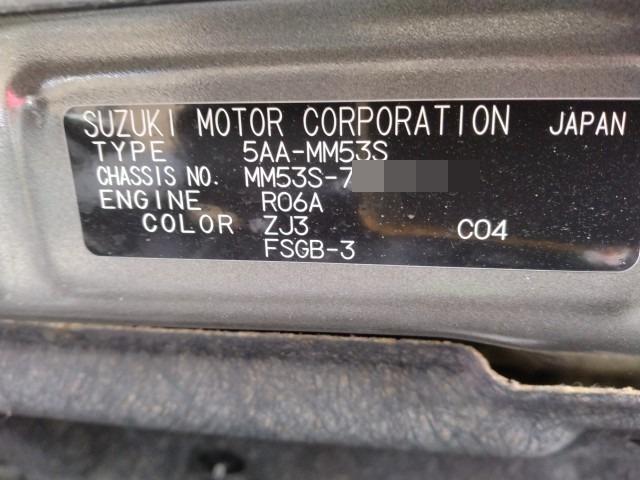 SUZUKI MOTOR CORPORATION JAPAN
TYPE 5AA-MM53S
CHASSIS NO. MM53S-7
ENGINE R06A
COLOR ZJ3 C04
FSGB-3